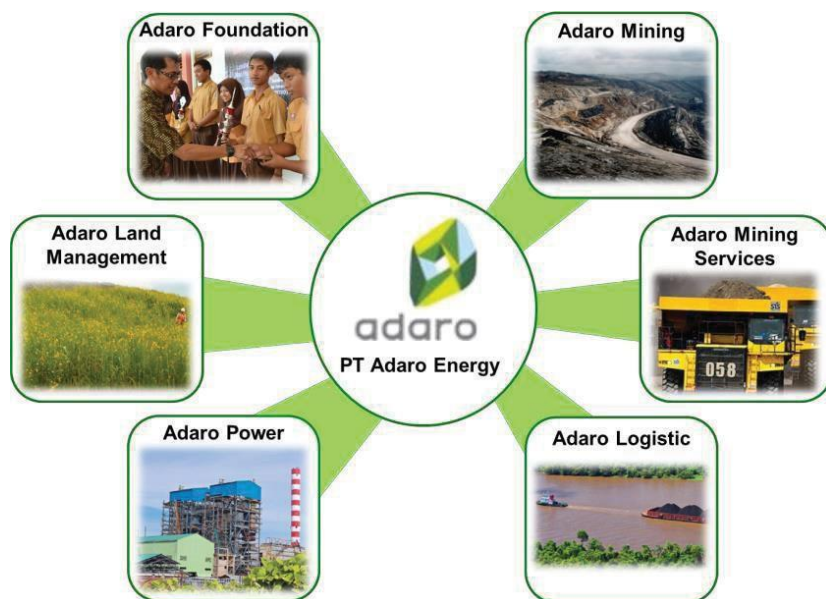 Adaro Foundation
Adaro Mining
Adaro Land
Management
adaro
PT Adaro Energy
Adaro Mining
Services
058
Adaro Power
Adaro Logistic